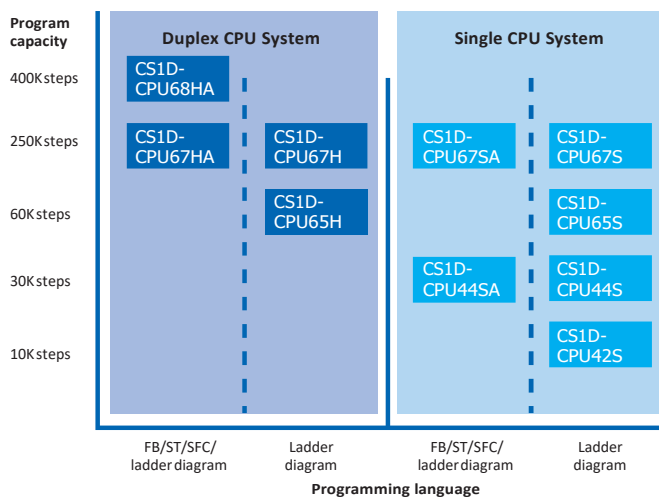 Program
capacity
Duplex CPU System
Single CPU System
400K steps
CS1D-
CPU68HA
250K steps
CS1D-
CPU67HA
CS1D-
CPU67H
CS1D-
CPU67SA
CS1D-
CPU67S
60K steps
CS1D-
CPU65H
CS1D-
CPU65S
30K steps
CS1D-
CPU44SA
CS1D-
CPU44S
10K steps
CS1D-
CPU42S
FB/ST/SFC/
ladder diagram
Ladder
diagram
FB/ST/SFC/
ladder diagram
Ladder
diagram
Programming language